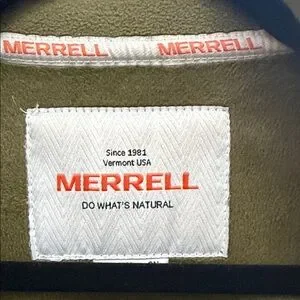 MERRELL MERRELL
Since 1981
Vermont USA
MERRELL
DO WHAT'S NATURAL